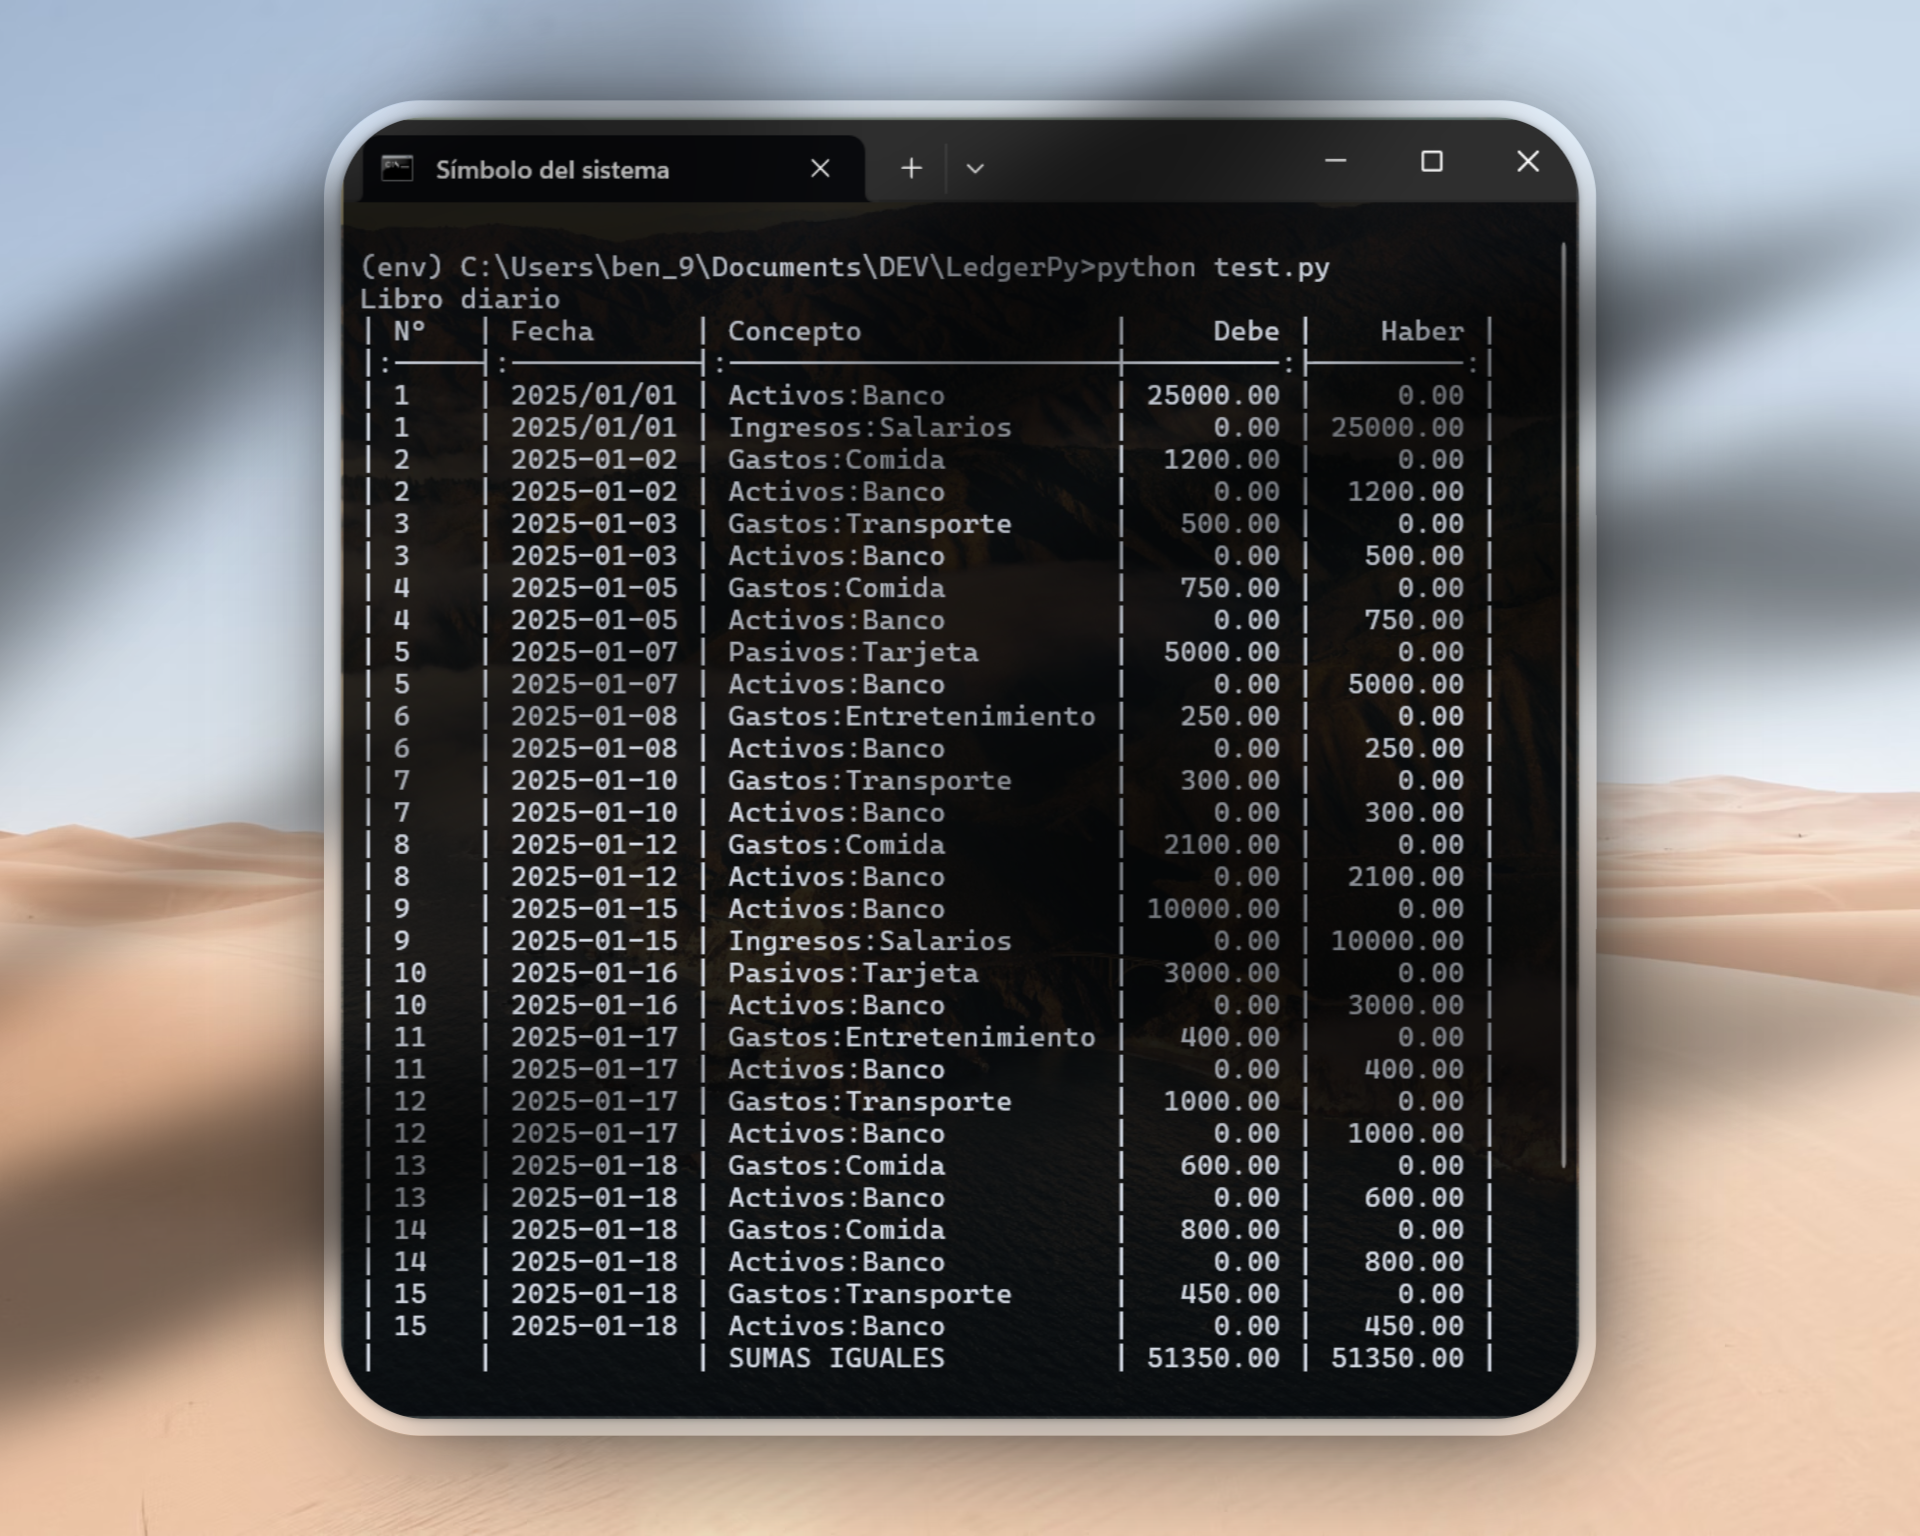 Símbolo del sistema
(env) C:\Users\ben_9\Documents\DEV\LedgerPy>python test.py
Libro diario
| N° | Fecha | Concepto | Debe | Haber |
|:----|:----------|:----------------------|---------:|---------:|
| 1 | 2025/01/01 | Activos:Banco | 25000.00 | 0.00 |
| 1 | 2025/01/01 | Ingresos:Salarios | 0.00 | 25000.00 |
| 2 | 2025-01-02 | Gastos:Comida | 1200.00 | 0.00 |
| 2 | 2025-01-02 | Activos:Banco | 0.00 | 1200.00 |
| 3 | 2025-01-03 | Gastos:Transporte | 500.00 | 0.00 |
| 3 | 2025-01-03 | Activos:Banco | 0.00 | 500.00 |
| 4 | 2025-01-05 | Gastos:Comida | 750.00 | 0.00 |
| 4 | 2025-01-05 | Activos:Banco | 0.00 | 750.00 |
| 5 | 2025-01-07 | Pasivos:Tarjeta | 5000.00 | 0.00 |
| 5 | 2025-01-07 | Activos:Banco | 0.00 | 5000.00 |
| 6 | 2025-01-08 | Gastos:Entretenimiento | 250.00 | 0.00 |
| 6 | 2025-01-08 | Activos:Banco | 0.00 | 250.00 |
| 7 | 2025-01-10 | Gastos:Transporte | 300.00 | 0.00 |
| 7 | 2025-01-10 | Activos:Banco | 0.00 | 300.00 |
| 8 | 2025-01-12 | Gastos:Comida | 2100.00 | 0.00 |
| 8 | 2025-01-12 | Activos:Banco | 0.00 | 2100.00 |
| 9 | 2025-01-15 | Activos:Banco | 10000.00 | 0.00 |
| 9 | 2025-01-15 | Ingresos:Salarios | 0.00 | 10000.00 |
| 10 | 2025-01-16 | Pasivos:Tarjeta | 3000.00 | 0.00 |
| 10 | 2025-01-16 | Activos:Banco | 0.00 | 3000.00 |
| 11 | 2025-01-17 | Gastos:Entretenimiento | 400.00 | 0.00 |
| 11 | 2025-01-17 | Activos:Banco | 0.00 | 400.00 |
| 12 | 2025-01-17 | Gastos:Transporte | 1000.00 | 0.00 |
| 12 | 2025-01-17 | Activos:Banco | 0.00 | 1000.00 |
| 13 | 2025-01-18 | Gastos:Comida | 600.00 | 0.00 |
| 13 | 2025-01-18 | Activos:Banco | 0.00 | 600.00 |
| 14 | 2025-01-18 | Gastos:Comida | 800.00 | 0.00 |
| 14 | 2025-01-18 | Activos:Banco | 0.00 | 800.00 |
| 15 | 2025-01-18 | Gastos:Transporte | 450.00 | 0.00 |
| 15 | 2025-01-18 | Activos:Banco | 0.00 | 450.00 |
| | | SUMAS IGUALES | 51350.00 | 51350.00 |